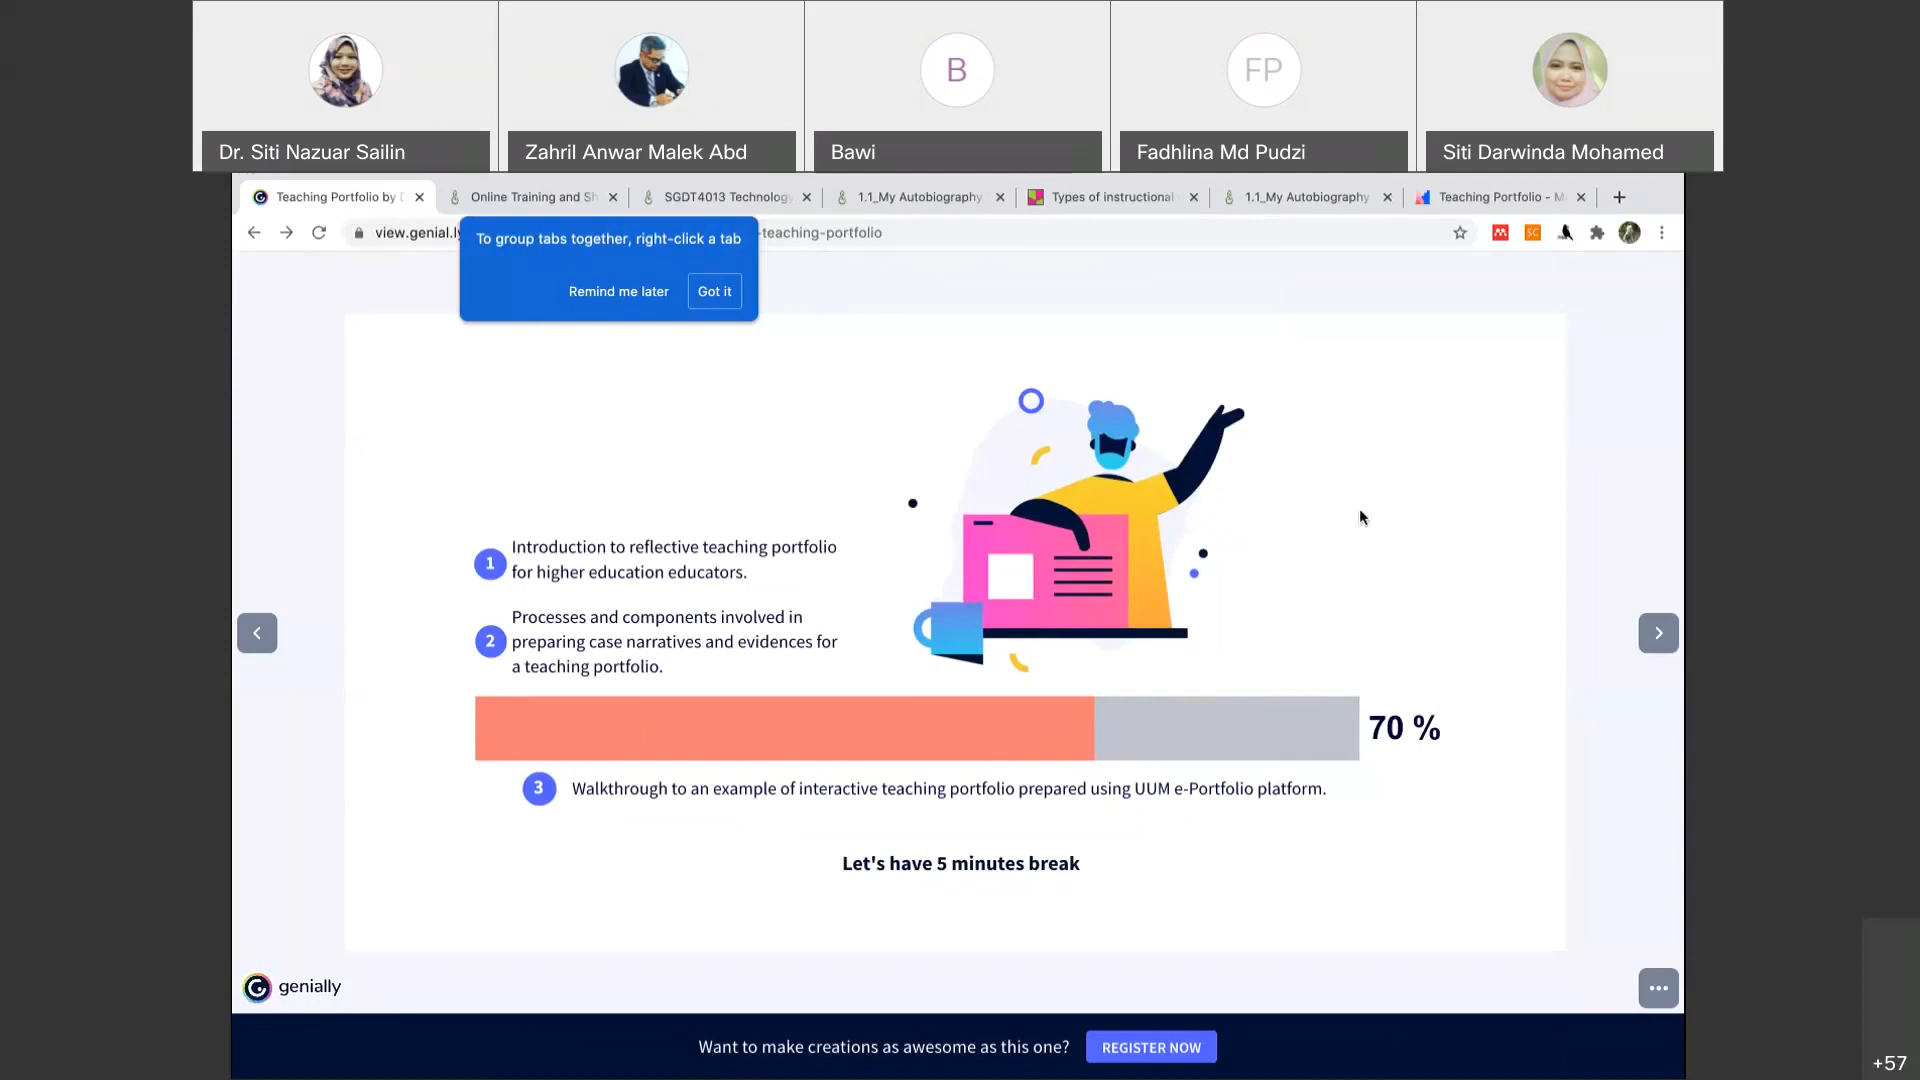 B
FP
Dr. Siti Nazuar Sailin
Zahril Anwar Malek Abd
Bawi
Fadhlina Md Pudzi
Siti Darwinda Mohamed
Teaching Portfolio by
Online Training and Sh
SGDT4013 Technology
1.1_My Autobiography
Types of instructional
1.1_My Autobiography
Teaching Portfolio - M
view.genial.ly
-teaching-portfolio
SC
To group tabs together, right-click a tab
Remind me later
Got it
1
Introduction to reflective teaching portfolio
for higher education educators.
2
Processes and components involved in
preparing case narratives and evidences for
a teaching portfolio.
70 %
3
Walkthrough to an example of interactive teaching portfolio prepared using UUM e-Portfolio platform.
Let's have 5 minutes break
genially
Want to make creations as awesome as this one?
REGISTER NOW
+57